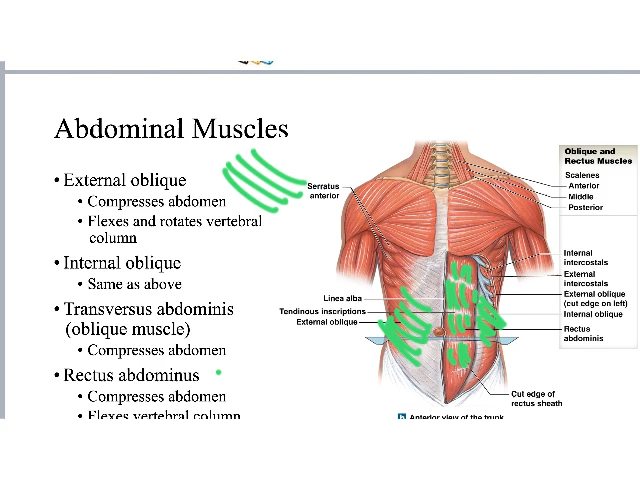 Abdominal Muscles
• External oblique
• Compresses abdomen
• Flexes and rotates vertebral
column
• Internal oblique
• Same as above
• Transversus abdominis
(oblique muscle)
• Compresses abdomen
• Rectus abdominus
• Compresses abdomen
• Flexes vertebral column
Serratus
anterior
Linea alba
Tendinous inscriptions
External oblique
Oblique and
Rectus Muscles
Scalenes
Anterior
Middle
Posterior
Internal
intercostals
External
intercostals
External oblique
(cut edge on left)
Internal oblique
Rectus
abdominis
Cut edge of
rectus sheath
b Anterior view of the trunk